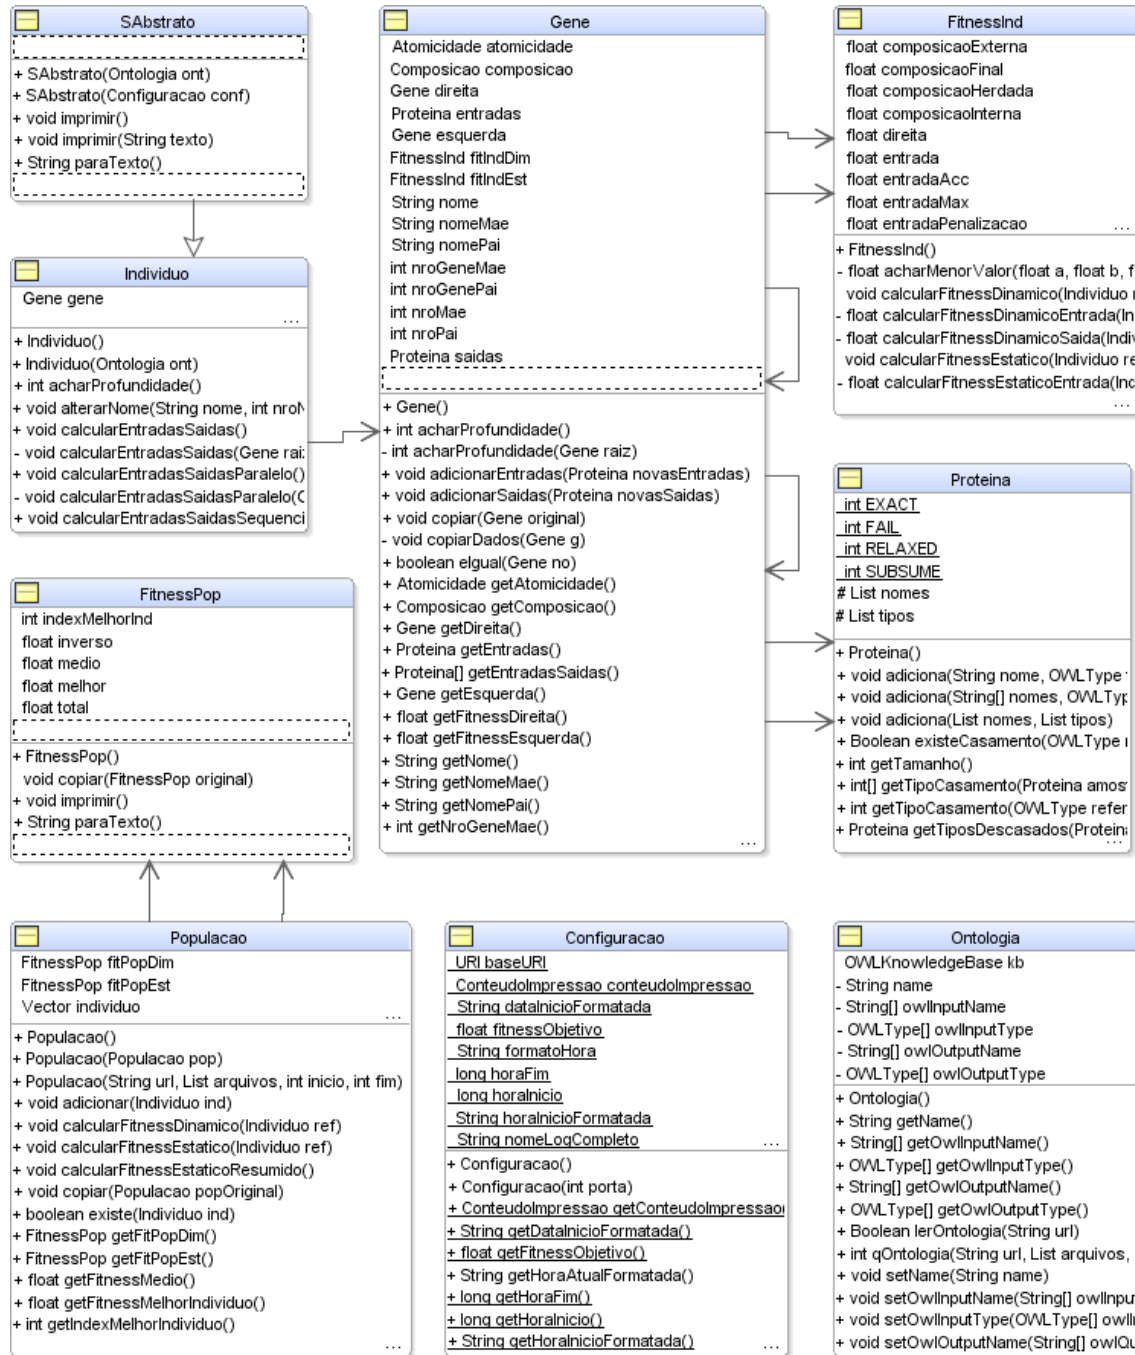 SAbstrato
+ SAbstrato(Ontologia ont)
+ SAbstrato(Configuracao conf)
+ void imprimir()
+ void imprimir(String texto)
+ String paraTexto()
Gene
Atomicidade atomicidade
Composicao composicao
Gene direita
Proteina entradas
Gene esquerda
FitnessInd fitIndDim
FitnessInd fitIndEst
String nome
String nomeMae
String nomePai
int nroGeneMae
int nroGenePai
int nroMae
int nroPai
Proteina saidas
+ Gene()
+ int acharProfundidade()
- int acharProfundidade(Gene raiz)
+ void adicionarEntradas(Proteina novasEntradas)
+ void adicionarSaidas(Proteina novasSaidas)
+ void copiar(Gene original)
- void copiarDados(Gene g)
+ boolean eIgual(Gene no)
+ Atomicidade getAtomicidade()
+ Composicao getComposicao()
+ Gene getDireita()
+ Proteina getEntradas()
+ Proteina[] getEntradasSaidas()
+ Gene getEsquerda()
+ float getFitnessDireita()
+ float getFitnessEsquerda()
+ String getNome()
+ String getNomeMae()
+ String getNomePai()
+ int getNroGeneMae()
...
FitnessInd
float composicaoExterna
float composicaoFinal
float composicaoHerdada
float composicaoInterna
float direita
float entrada
float entradaAcc
float entradaMax
float entradaPenalizacao
...
+ FitnessInd()
- float acharMenorValor(float a, float b, f
void calcularFitnessDinamico(Individuo
- float calcularFitnessDinamicoEntrada(In
- float calcularFitnessDinamicoSaida(Indiv
void calcularFitnessEstatico(Individuo re
- float calcularFitnessEstaticoEntrada(Ind
...
Individuo
Gene gene
...
+ Individuo()
+ Individuo(Ontologia ont)
+ int acharProfundidade()
+ void alterarNome(String nome, int nroM
+ void calcularEntradasSaidas()
- void calcularEntradasSaidas(Gene rai
+ void calcularEntradasSaidasParalelo()
- void calcularEntradasSaidasParalelo(G
+ void calcularEntradasSaidasSequenci
Proteina
int EXACT
int FAIL
int RELAXED
int SUBSUME
# List nomes
# List tipos
+ Proteina()
+ void adiciona(String nome, OWLType
+ void adiciona(String[] nomes, OWLTyp
+ void adiciona(List nomes, List tipos)
+ Boolean existeCasamento(OWLType
+ int getTamanho()
+ int[] getTipoCasamento(Proteina amos
+ int getTipoCasamento(OWLType refer
+ Proteina getTiposDescasados(Protein
...
FitnessPop
int indexMelhorInd
float inverso
float medio
float melhor
float total
+ FitnessPop()
void copiar(FitnessPop original)
+ void imprimir()
+ String paraTexto()
Populacao
FitnessPop fitPopDim
FitnessPop fitPopEst
Vector individuo
...
+ Populacao()
+ Populacao(Populacao pop)
+ Populacao(String url, List arquivos, int inicio, int fim)
+ void adicionar(Individuo ind)
+ void calcularFitnessDinamico(Individuo ref)
+ void calcularFitnessEstatico(Individuo ref)
+ void calcularFitnessEstaticoResumido()
+ void copiar(Populacao popOriginal)
+ boolean existe(Individuo ind)
+ FitnessPop getFitPopDim()
+ FitnessPop getFitPopEst()
+ float getFitnessMedio()
+ float getFitnessMelhorIndividuo()
+ int getIndexMelhorIndividuo()
...
Configuracao
URI baseURI
ConteudoImpressao conteudoImpressao
String dataInicioFormatada
float fitnessObjetivo
String formatoHora
long horaFim
long horaInicio
String horaInicioFormatada
String nomeLogCompleto
...
+ Configuracao()
+ Configuracao(int porta)
+ ConteudoImpressao getConteudoImpressao(
+ String getDataInicioFormatada()
+ float getFitnessObjetivo()
+ String getHoraAtualFormatada()
+ long getHoraFim()
+ long getHoraInicio()
+ String getHoraInicioFormatada()
...
Ontologia
OWLKnowledgeBase kb
- String name
- String[] owlInputName
- OWLType[] owlInputType
- String[] owlOutputName
- OWLType[] owlOutputType
+ Ontologia()
+ String getName()
+ String[] getOwlInputName()
+ OWLType[] getOwlInputType()
+ String[] getOwlOutputName()
+ OWLType[] getOwlOutputType()
+ Boolean lerOntologia(String url)
+ int qOntologia(String url, List arquivos,
+ void setName(String name)
+ void setOwlInputName(String[] owlInpu
+ void setOwlInputType(OWLType[] owlI
+ void setOwlOutputName(String[] owlOu